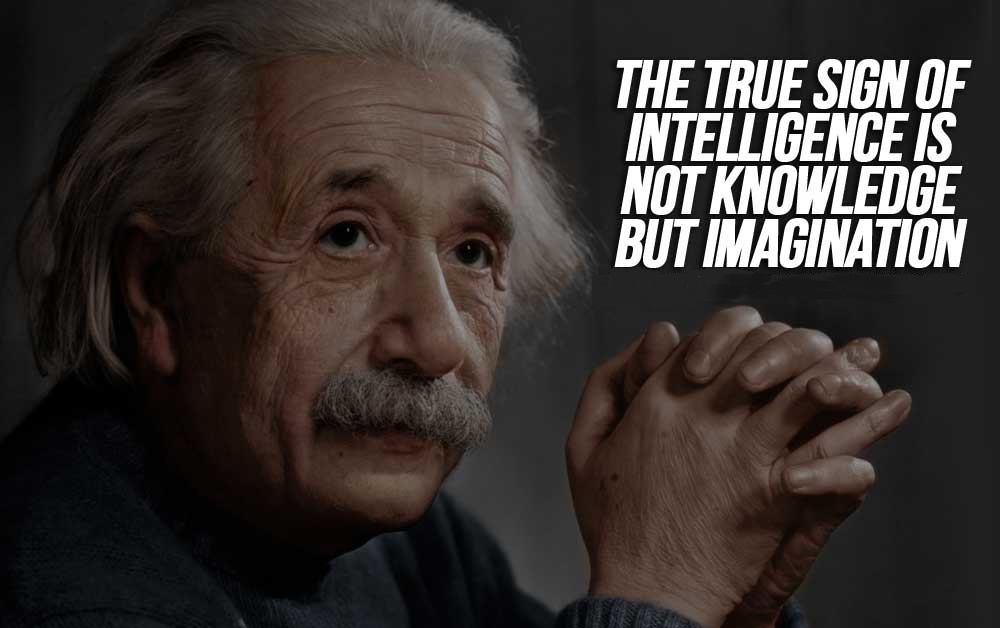 THE TRUE SIGN OF
INTELLIGENCE IS
NOT KNOWLEDGE
BUT IMAGINATION